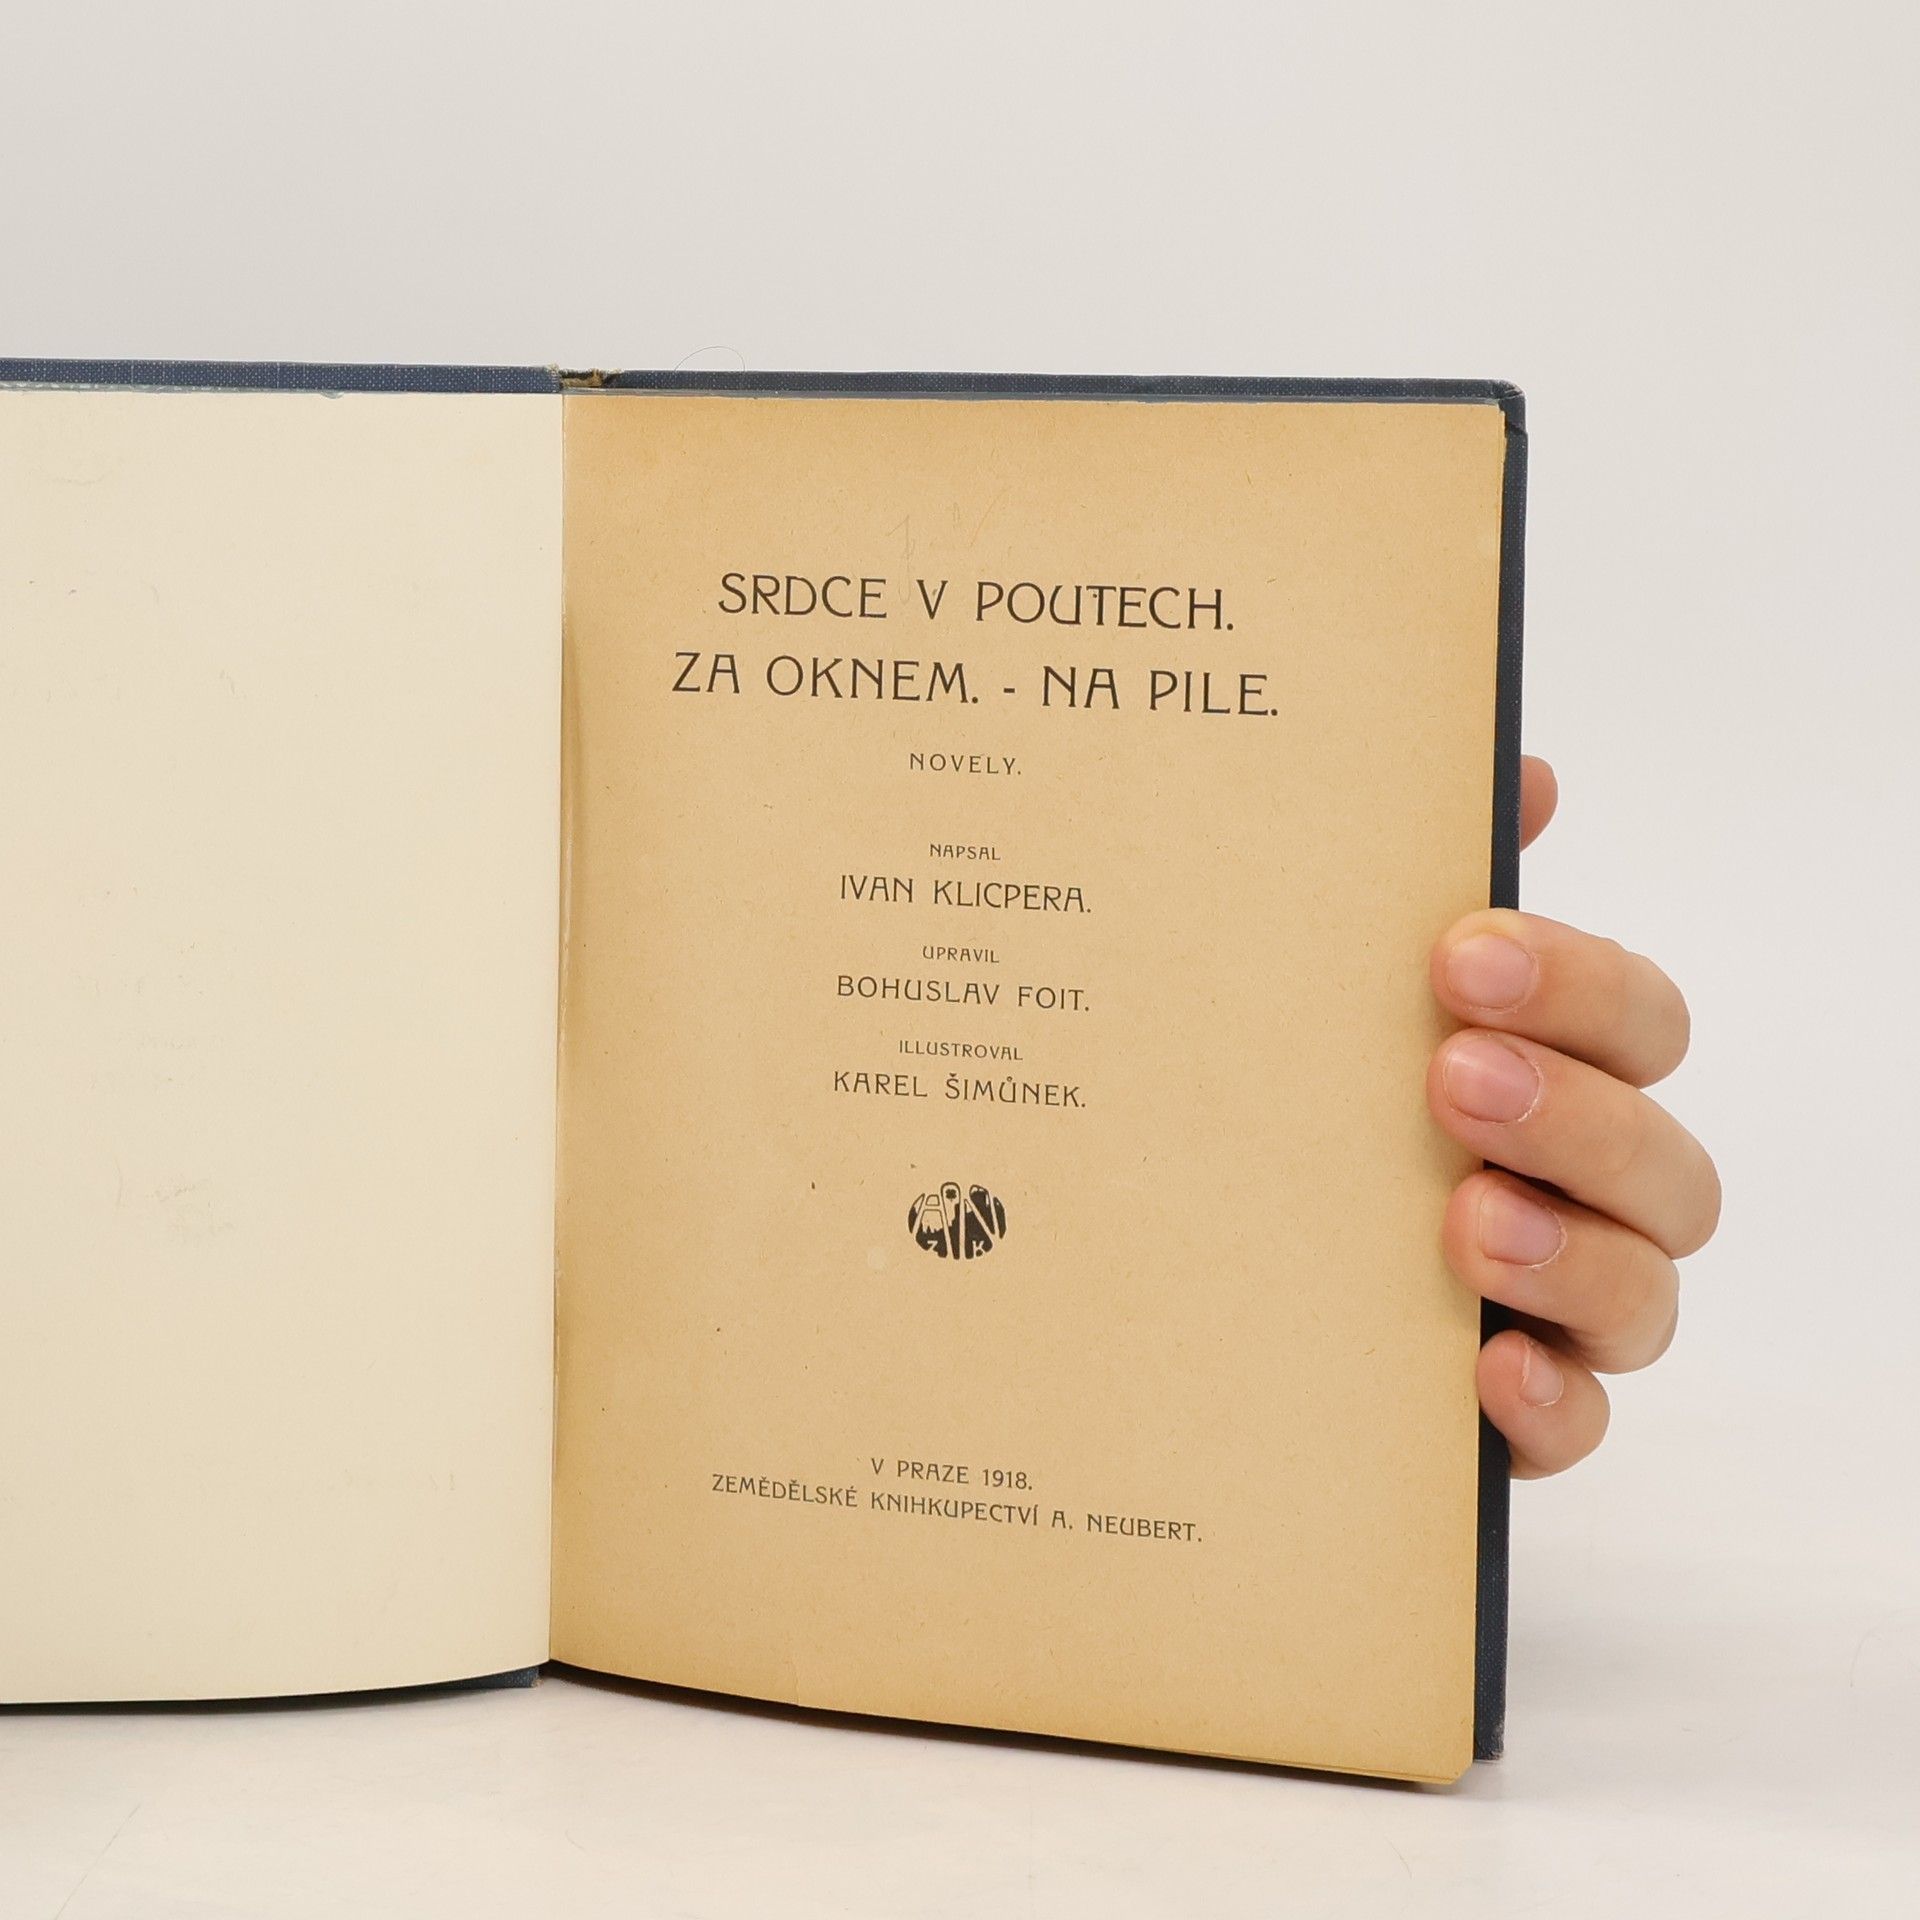 SRDCE V POUTECH.
ZA OKNEM. - NA PILE.
NOVELY.
NAPSAL
IVAN KLICPERA.
UPRAVIL
BOHUSLAV FOIT.
ILLUSTROVAL
KAREL ŠIMŮNEK.
AN
Z K
V PRAZE 1918.
ZEMĚDĚLSKÉ KNIHKUPECTVÍ A. NEUBERT.